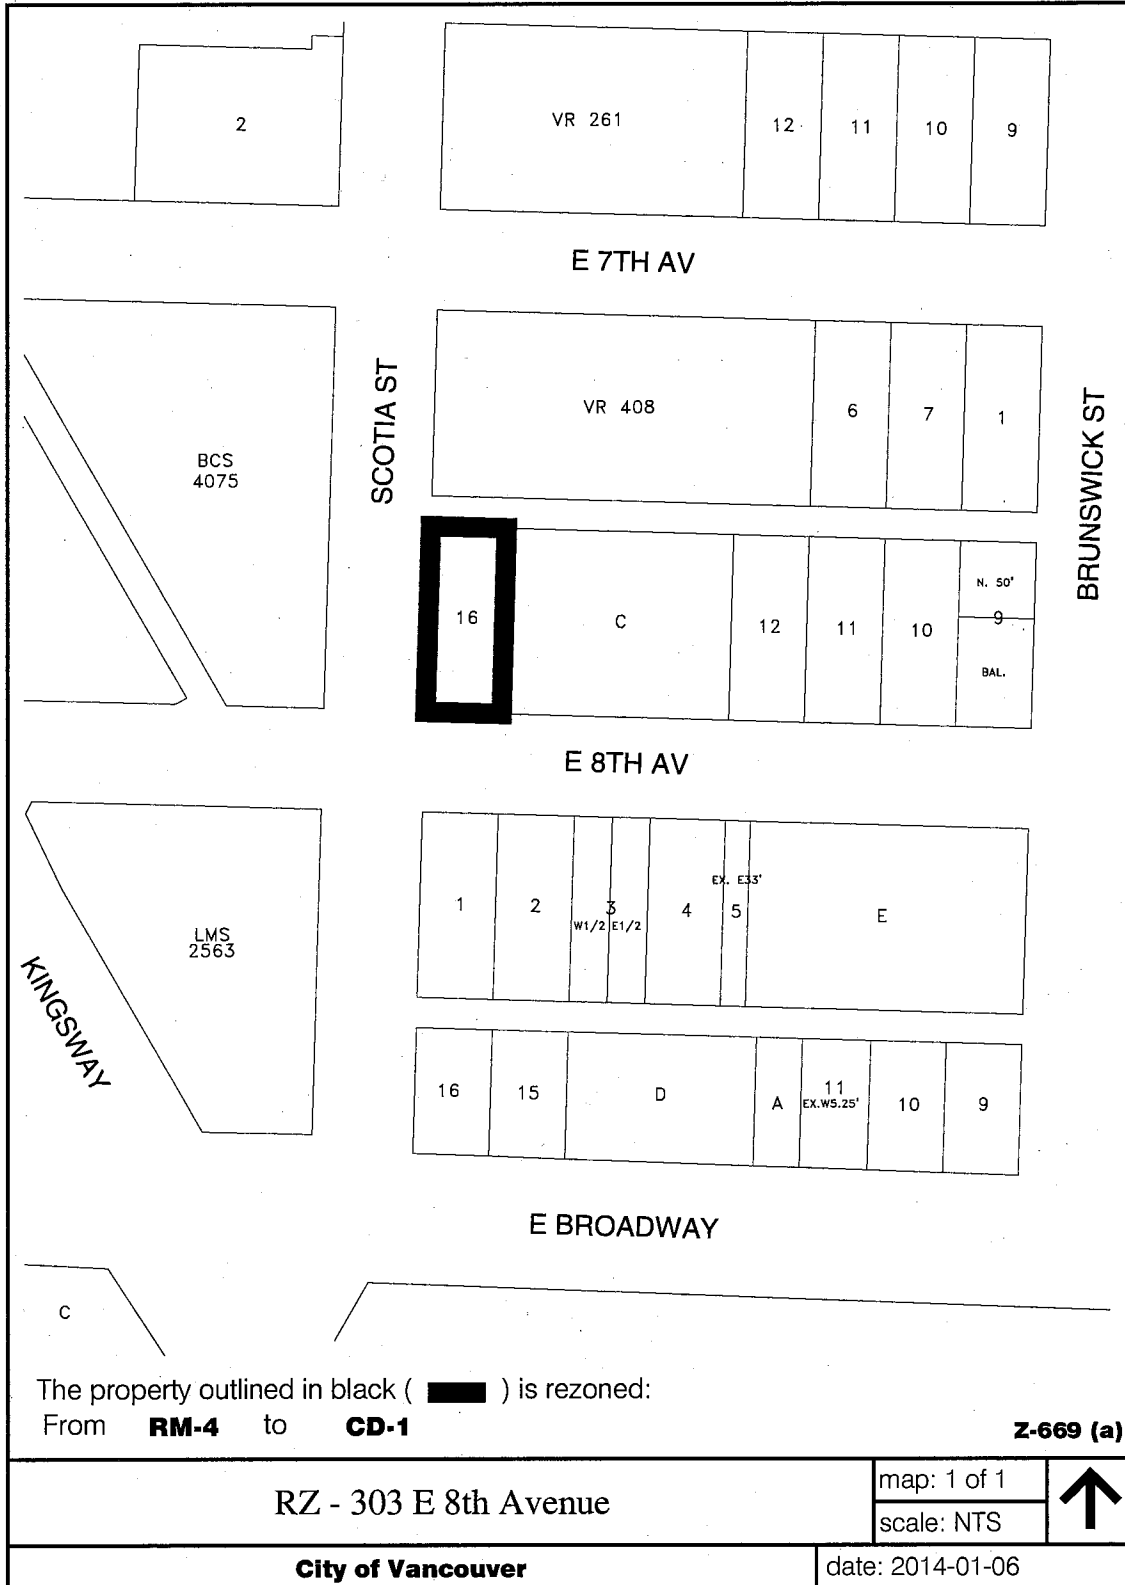 2
VR 261
12
11
10
9
E 7TH AV
SCOTIA ST
BRUNSWICK ST
BCS
4075
VR 408
6
7
1
16
C
12
11
10
N. 50'
9
BAL.
E 8TH AV
KINGSWAY
LMS
2563
1
2
3
W1/2 E1/2
4
EX. E33'
5
E
16
15
D
A
11
EX.W5.25'
10
9
E BROADWAY
C
The property outlined in black ( ) is rezoned:
From RM-4 to CD-1
Z-669 (a)
RZ - 303 E 8th Avenue
map: 1 of 1
scale: NTS
City of Vancouver
date: 2014-01-06